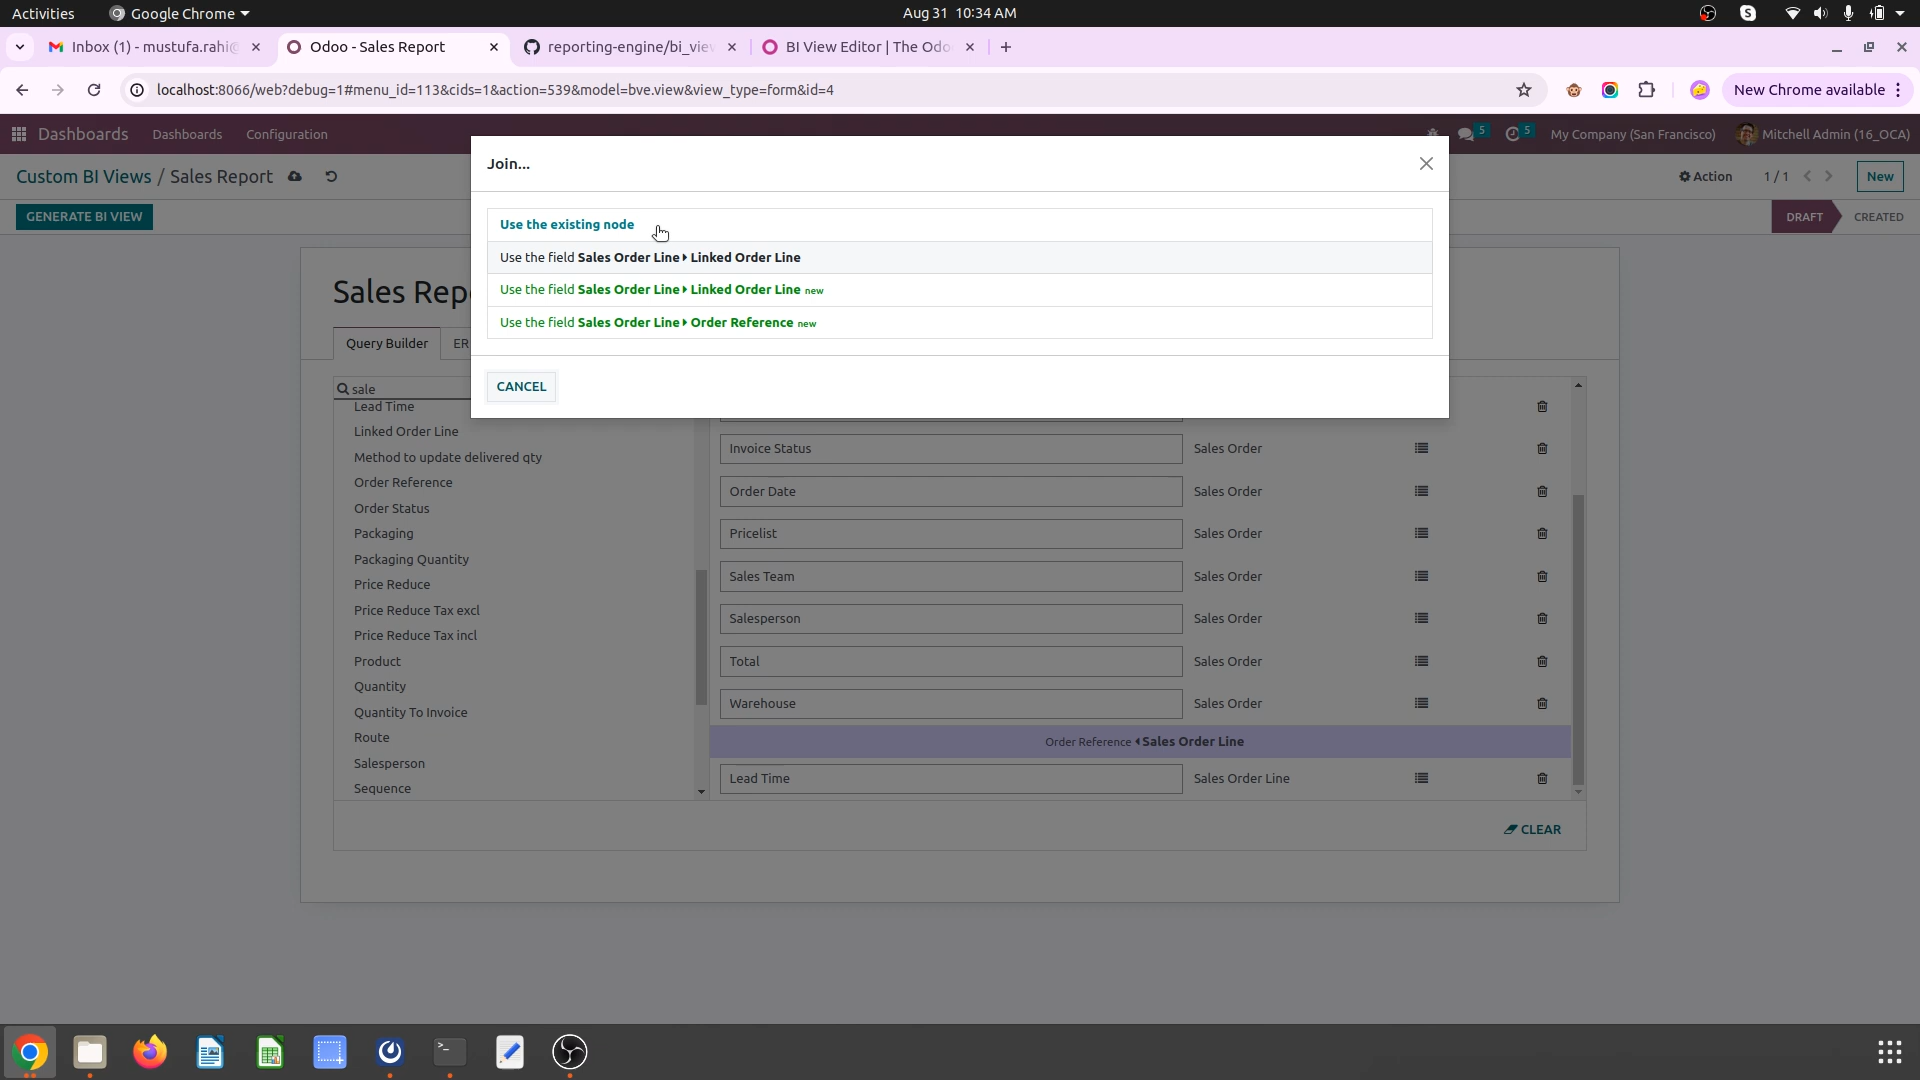 Activities
Google Chrome
Aug 31 10:34 AM
Inbox (1) - mustufa.rahi@
Odoo - Sales Report
reporting-engine/bi_vie
BI View Editor | The Odo
localhost:8066/web?debug=1#menu_id=113&cids=1&action=539&model=bve.view&view_type=form&id=4
New Chrome available
Dashboards
Dashboards
Configuration
5
5
My Company (San Francisco)
Mitchell Admin (16_OCA)
Custom BI Views / Sales Report
Action
1 / 1
New
GENERATE BI VIEW
DRAFT
CREATED
Join...
Use the existing node
Use the field Sales Order Line Linked Order Line
Use the field Sales Order Line Linked Order Line new
Use the field Sales Order Line Order Reference new
CANCEL
Sales Rep
Query Builder
ER
sale
Lead Time
Linked Order Line
Method to update delivered qty
Order Reference
Order Status
Packaging
Packaging Quantity
Price Reduce
Price Reduce Tax excl
Price Reduce Tax incl
Product
Quantity
Quantity To Invoice
Route
Salesperson
Sequence
Invoice Status Sales Order
Order Date Sales Order
Pricelist Sales Order
Sales Team Sales Order
Salesperson Sales Order
Total Sales Order
Warehouse Sales Order
Order Reference Sales Order Line
Lead Time Sales Order Line
CLEAR